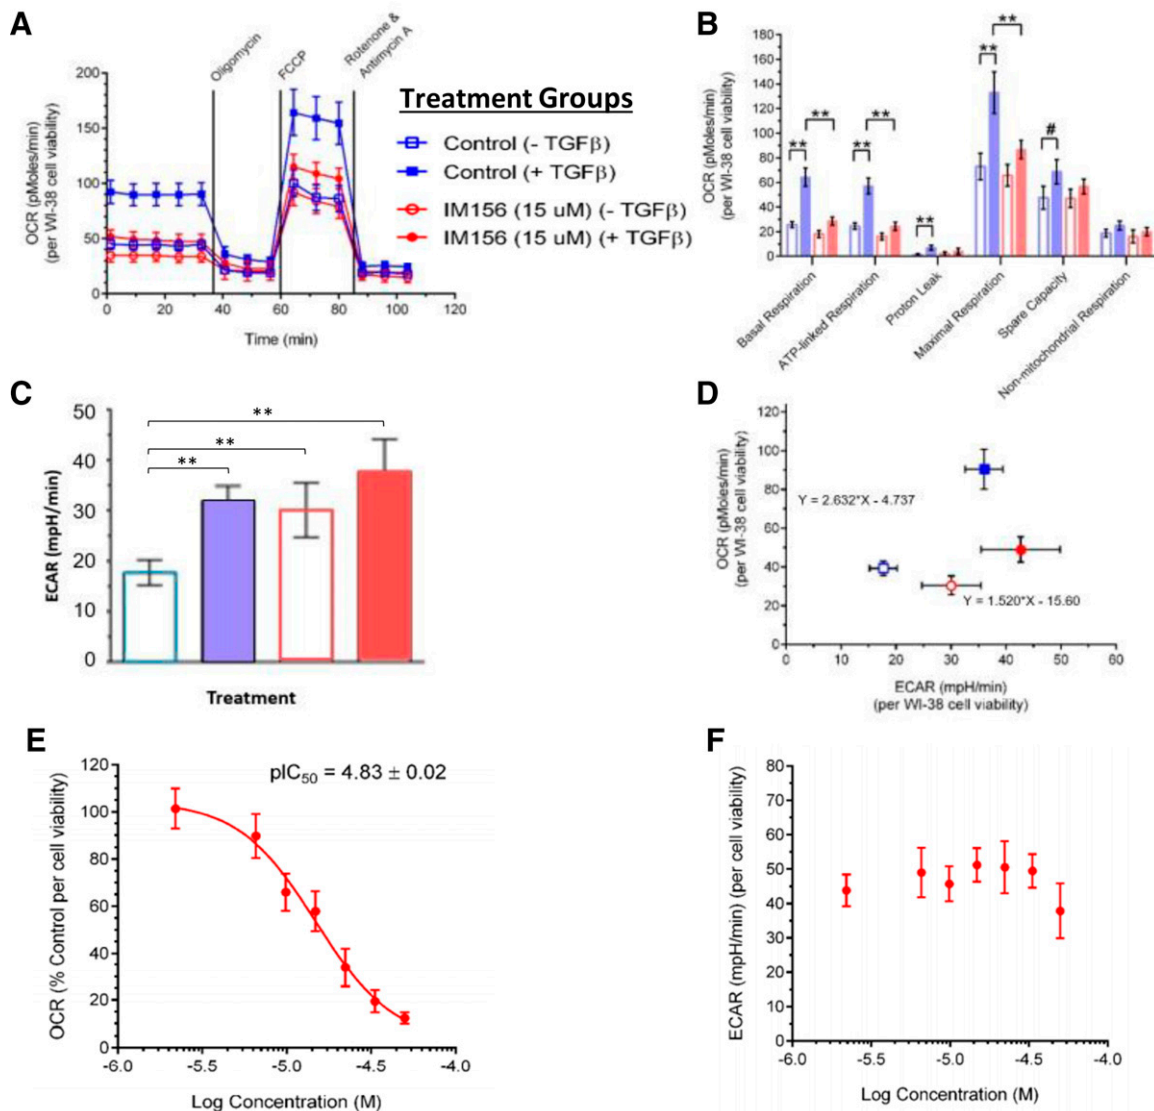 A
Oligomycin
FCCP
Rotenone &
Antimycin A
200
150
100
50
0
0 20 40 60 80 100 120
OCR (pMoles/min)
(per WI-38 cell viability)
Time (min)
Treatment Groups
Control (- TGFβ)
Control (+ TGFβ)
IM156 (15 uM) (- TGFβ)
IM156 (15 uM) (+ TGFβ)
B
OCR (pMoles/min)
(per WI-38 cell viability)
180
160
140
120
100
80
60
40
20
0
**
**
**
**
**
**
**
#
Basal Respiration
ATP-linked Respiration
Proton Leak
Maximal Respiration
Spare Capacity
Non-mitochondrial Respiration
C
ECAR (mpH/min)
50
40
30
20
10
0
**
**
**
Treatment
D
OCR (pMoles/min)
(per WI-38 cell viability)
120
100
80
60
40
20
0
Y = 2.632*X - 4.737
Y = 1.520*X - 15.60
0 10 20 30 40 50 60
ECAR (mpH/min)
(per WI-38 cell viability)
E
OCR (% Control per cell viability)
120
100
80
60
40
20
0
pIC50 = 4.83 ± 0.02
-6.0 -5.5 -5.0 -4.5 -4.0
Log Concentration (M)
F
ECAR (mpH/min) (per cell viability)
80
70
60
50
40
30
20
10
0
-6.0 -5.5 -5.0 -4.5 -4.0
Log Concentration (M)